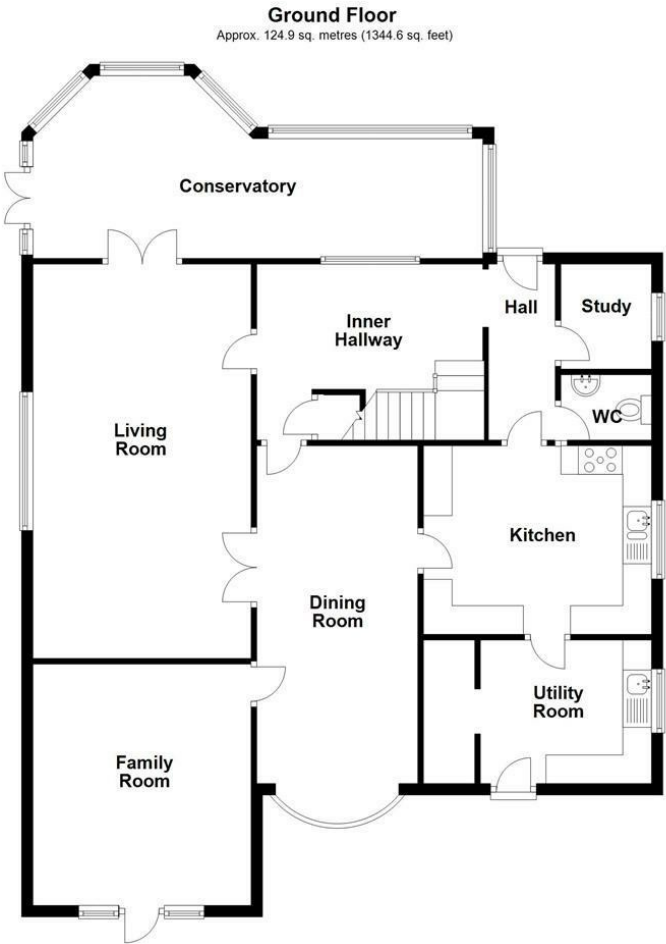 Ground Floor
Approx. 124.9 sq. metres (1344.6 sq. feet)
Conservatory
Hall
Study
Inner
Hallway
WC
Living
Room
Kitchen
Dining
Room
Utility
Room
Family
Room